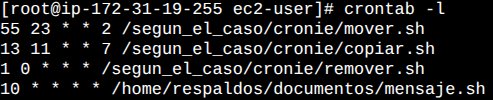 [root@ip-172-31-19-255 ec2-user]# crontab -l
55 23 * * 2 /segun_el_caso/cronie/mover.sh
13 11 * * 7 /segun_el_caso/cronie/copiar.sh
1 0 * * * /segun_el_caso/cronie/remover.sh
10 * * * * /home/respaldos/documentos/mensaje.sh